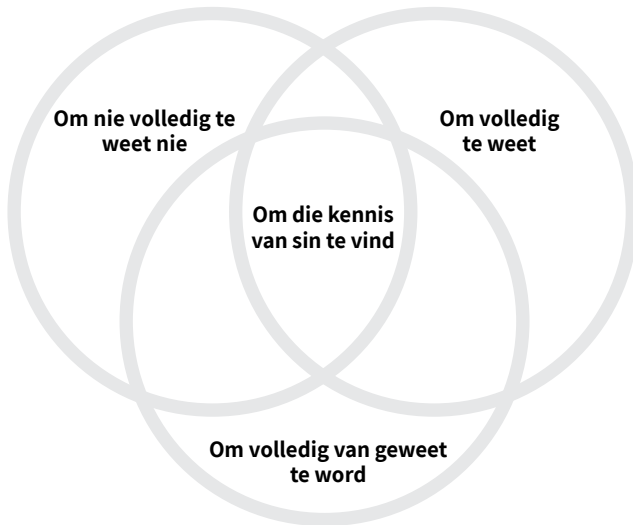 Om nie volledig te
weet nie
Om volledig
te weet
Om die kennis
van sin te vind
Om volledig van geweet
te word